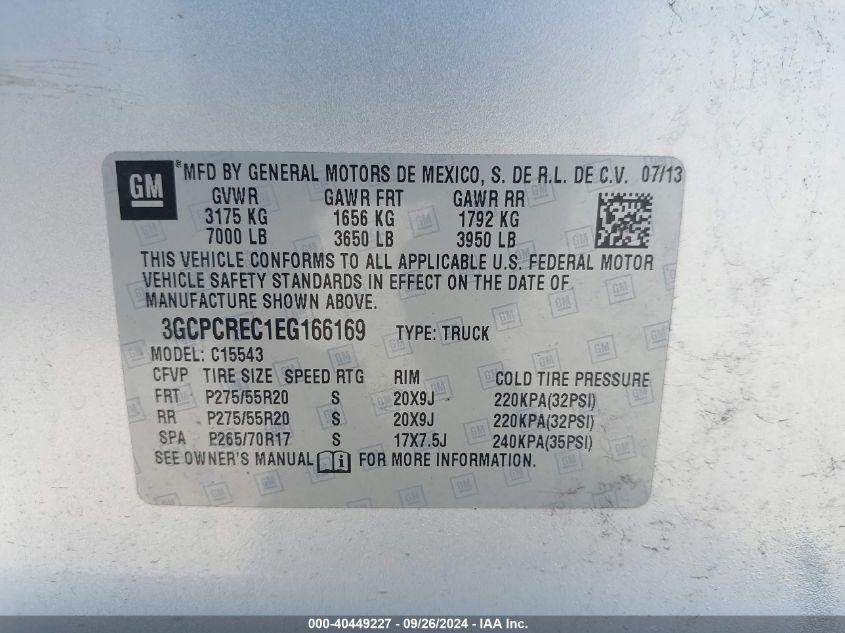 GM ® MFD BY GENERAL MOTORS DE MEXICO, S. DE R.L. DE C.V. 07/13
GVWR GAWR FRT GAWR RR
3175 KG 1656 KG 1792 KG
7000 LB 3650 LB 3950 LB
THIS VEHICLE CONFORMS TO ALL APPLICABLE U.S. FEDERAL MOTOR
VEHICLE SAFETY STANDARDS IN EFFECT ON THE DATE OF
MANUFACTURE SHOWN ABOVE.
3GCPCREC1EG166169 TYPE: TRUCK
MODEL: C15543
CFVP TIRE SIZE SPEED RTG RIM COLD TIRE PRESSURE
FRT P275/55R20 S 20X9J 220KPA(32PSI)
RR P275/55R20 S 20X9J 220KPA(32PSI)
SPA P265/70R17 S 17X7.5J 240KPA(35PSI)
SEE OWNER'S MANUAL FOR MORE INFORMATION.
000-40449227 - 09/26/2024 - IAA Inc.